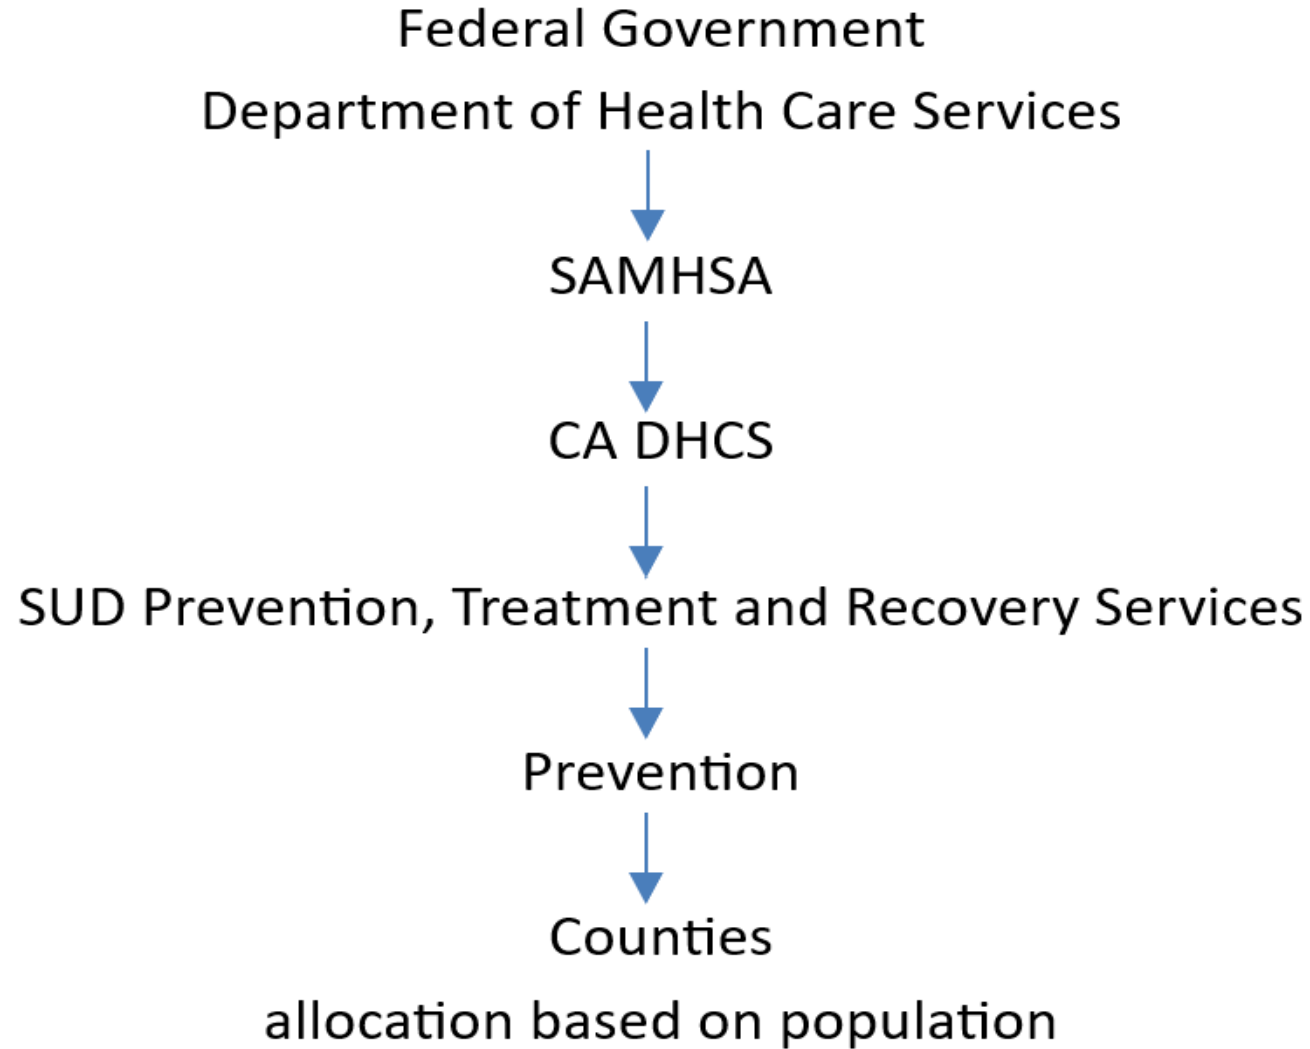 Federal Government
Department of Health Care Services
SAMHSA
CA DHCS
SUD Prevention, Treatment and Recovery Services
Prevention
Counties
allocation based on population